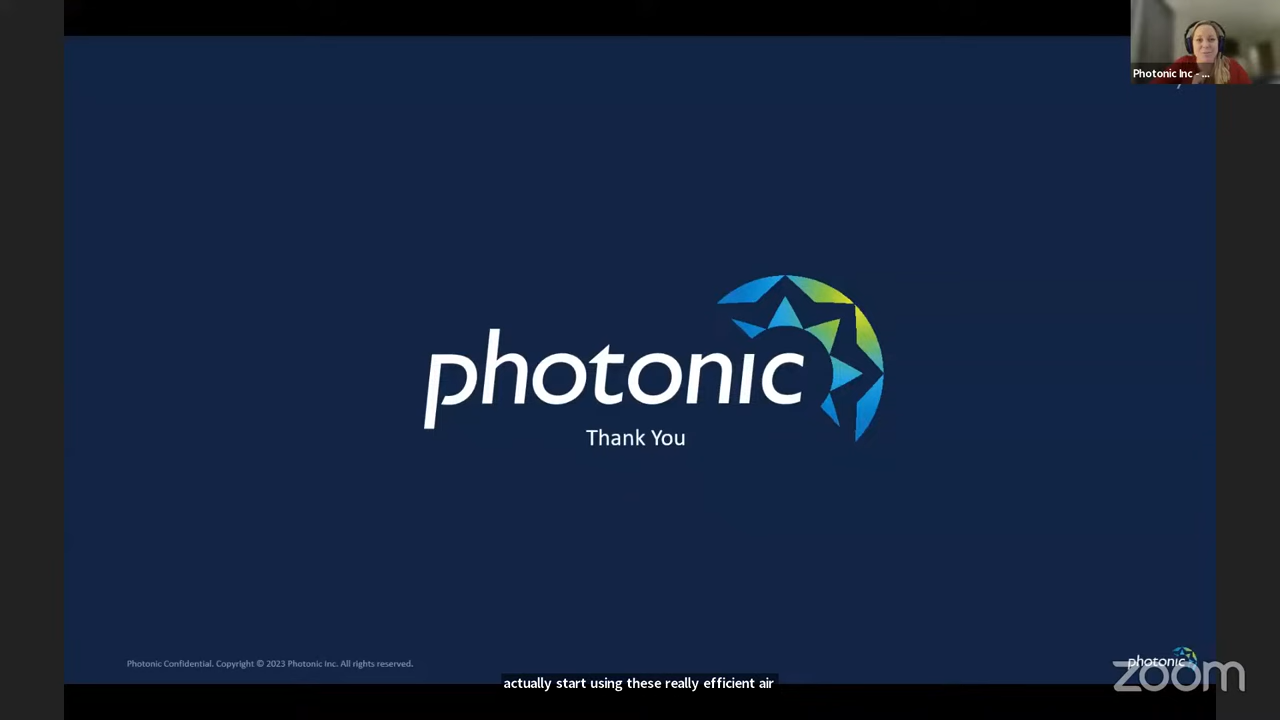 Photonic Inc - ...
photonic
Thank You
Photonic Confidential. Copyright © 2023 Photonic Inc. All rights reserved.
photonic
zoom
actually start using these really efficient air